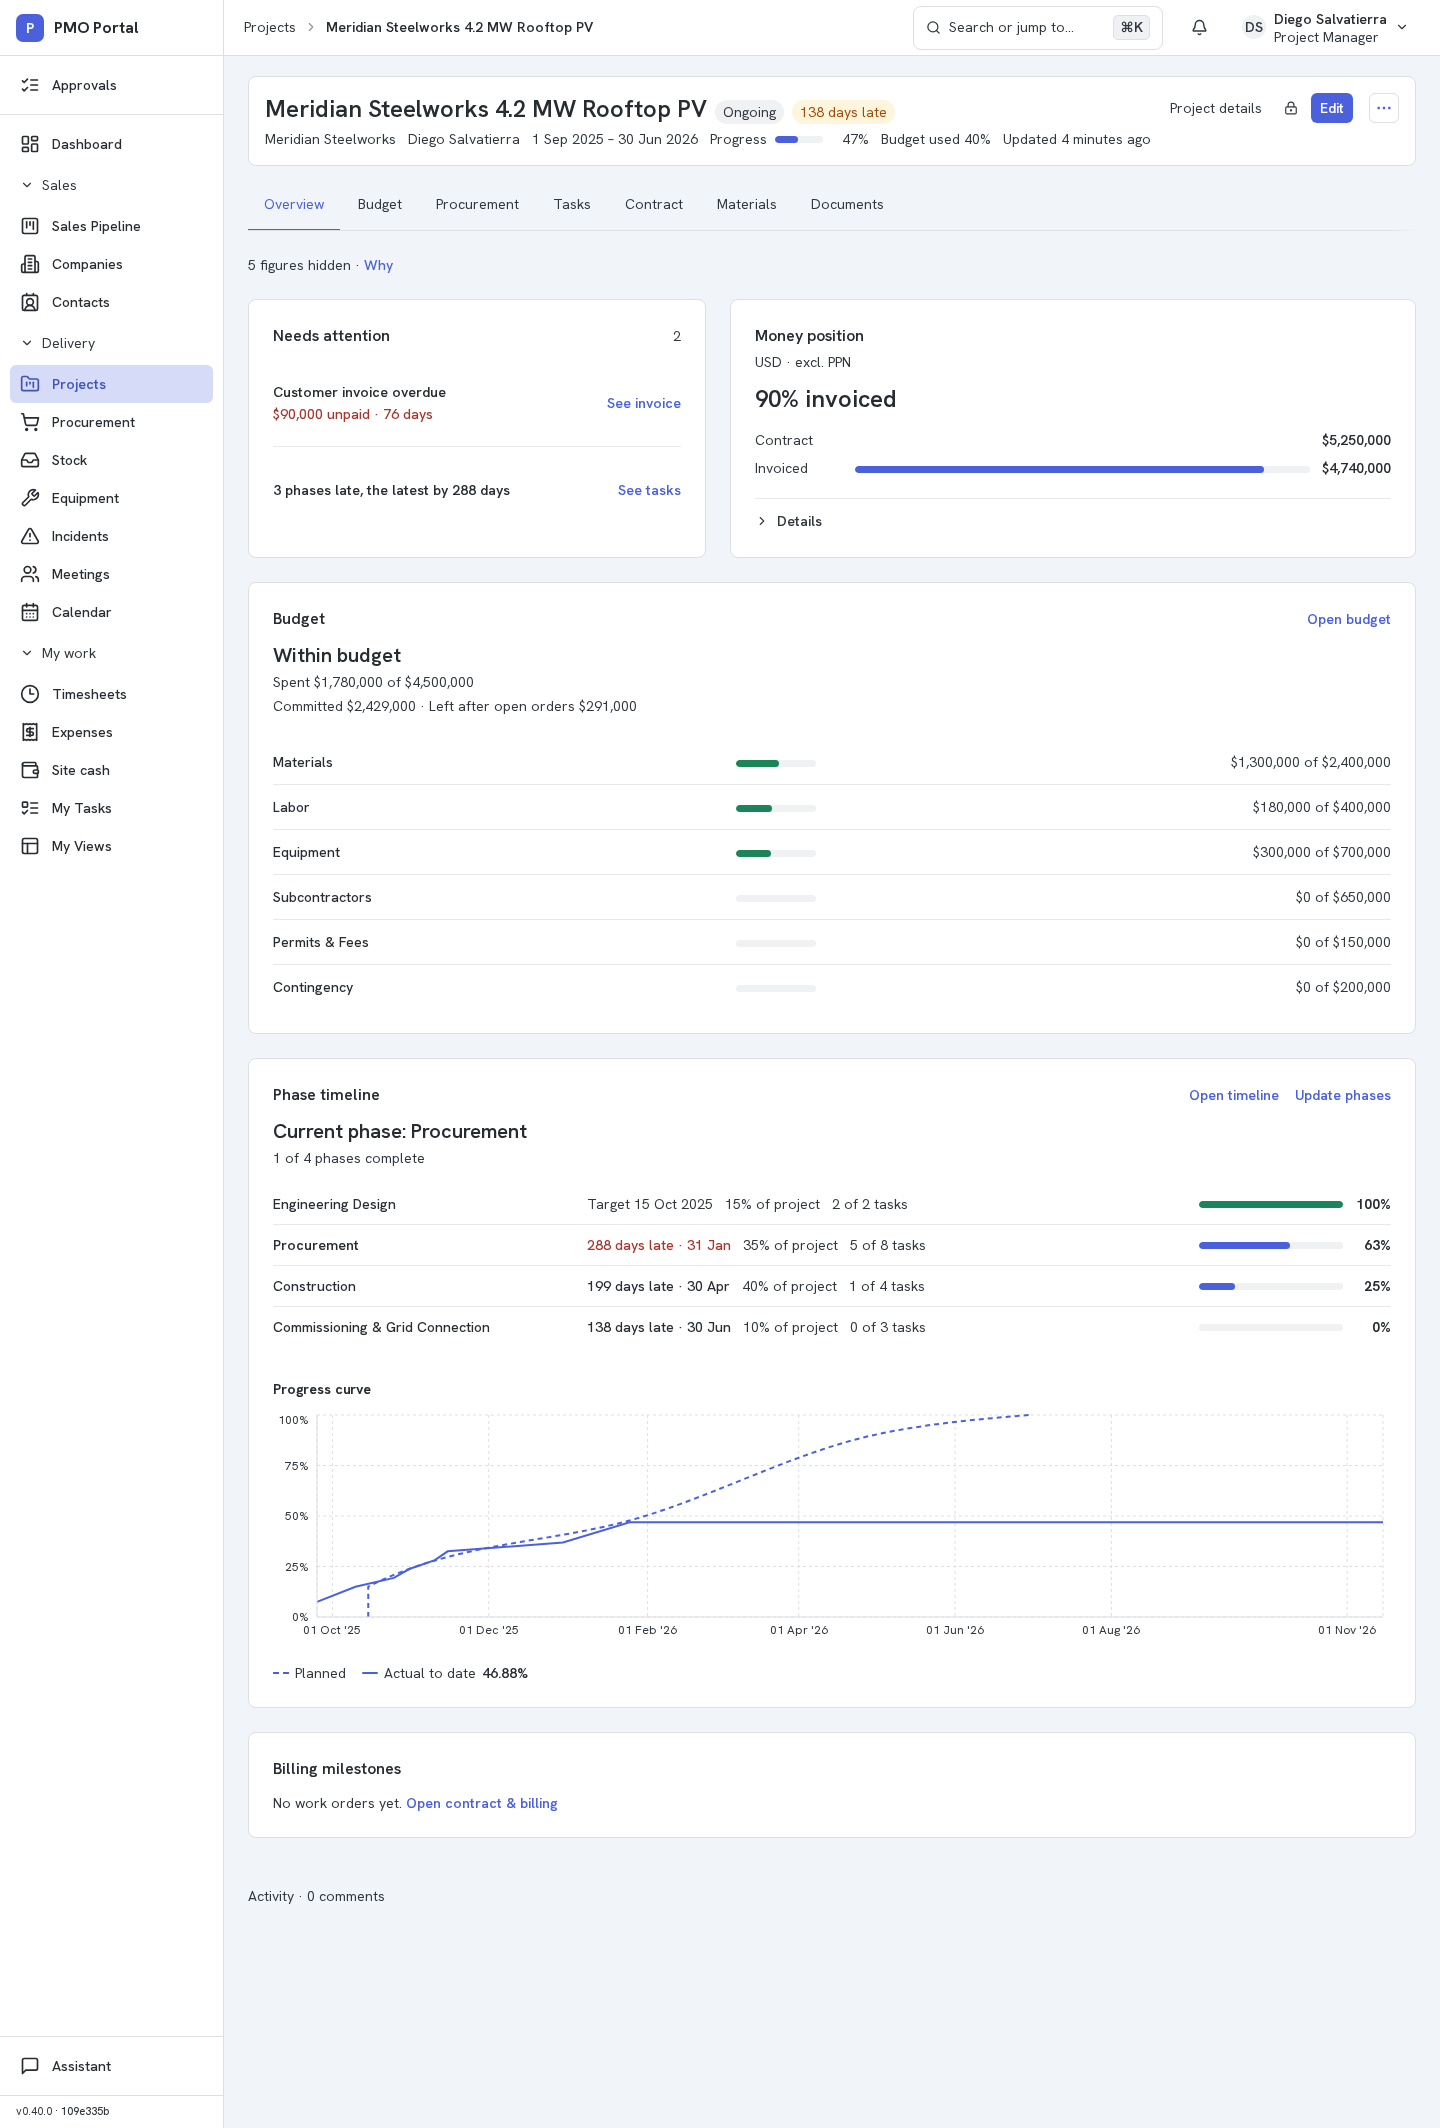 P PMO Portal
Projects > Meridian Steelworks 4.2 MW Rooftop PV
Search or jump to... ⌘K
DS Diego Salvatierra
Project Manager
Approvals
Dashboard
Sales
Sales Pipeline
Companies
Contacts
Delivery
Projects
Procurement
Stock
Equipment
Incidents
Meetings
Calendar
My work
Timesheets
Expenses
Site cash
My Tasks
My Views
Assistant
v0.40.0 · 109e335b
Meridian Steelworks 4.2 MW Rooftop PV Ongoing 138 days late
Project details Edit
Meridian Steelworks Diego Salvatierra 1 Sep 2025 – 30 Jun 2026 Progress 47% Budget used 40% Updated 4 minutes ago
Overview Budget Procurement Tasks Contract Materials Documents
5 figures hidden · Why
Needs attention 2
Customer invoice overdue
$90,000 unpaid · 76 days
See invoice
3 phases late, the latest by 288 days See tasks
Money position
USD · excl. PPN
90% invoiced
Contract $5,250,000
Invoiced $4,740,000
Details
Budget Open budget
Within budget
Spent $1,780,000 of $4,500,000
Committed $2,429,000 · Left after open orders $291,000
Materials $1,300,000 of $2,400,000
Labor $180,000 of $400,000
Equipment $300,000 of $700,000
Subcontractors $0 of $650,000
Permits & Fees $0 of $150,000
Contingency $0 of $200,000
Phase timeline Open timeline Update phases
Current phase: Procurement
1 of 4 phases complete
Engineering Design Target 15 Oct 2025 15% of project 2 of 2 tasks 100%
Procurement 288 days late · 31 Jan 35% of project 5 of 8 tasks 63%
Construction 199 days late · 30 Apr 40% of project 1 of 4 tasks 25%
Commissioning & Grid Connection 138 days late · 30 Jun 10% of project 0 of 3 tasks 0%
Progress curve
100%
75%
50%
25%
0%
01 Oct '25 01 Dec '25 01 Feb '26 01 Apr '26 01 Jun '26 01 Aug '26 01 Nov '26
Planned Actual to date 46.88%
Billing milestones
No work orders yet. Open contract & billing
Activity · 0 comments